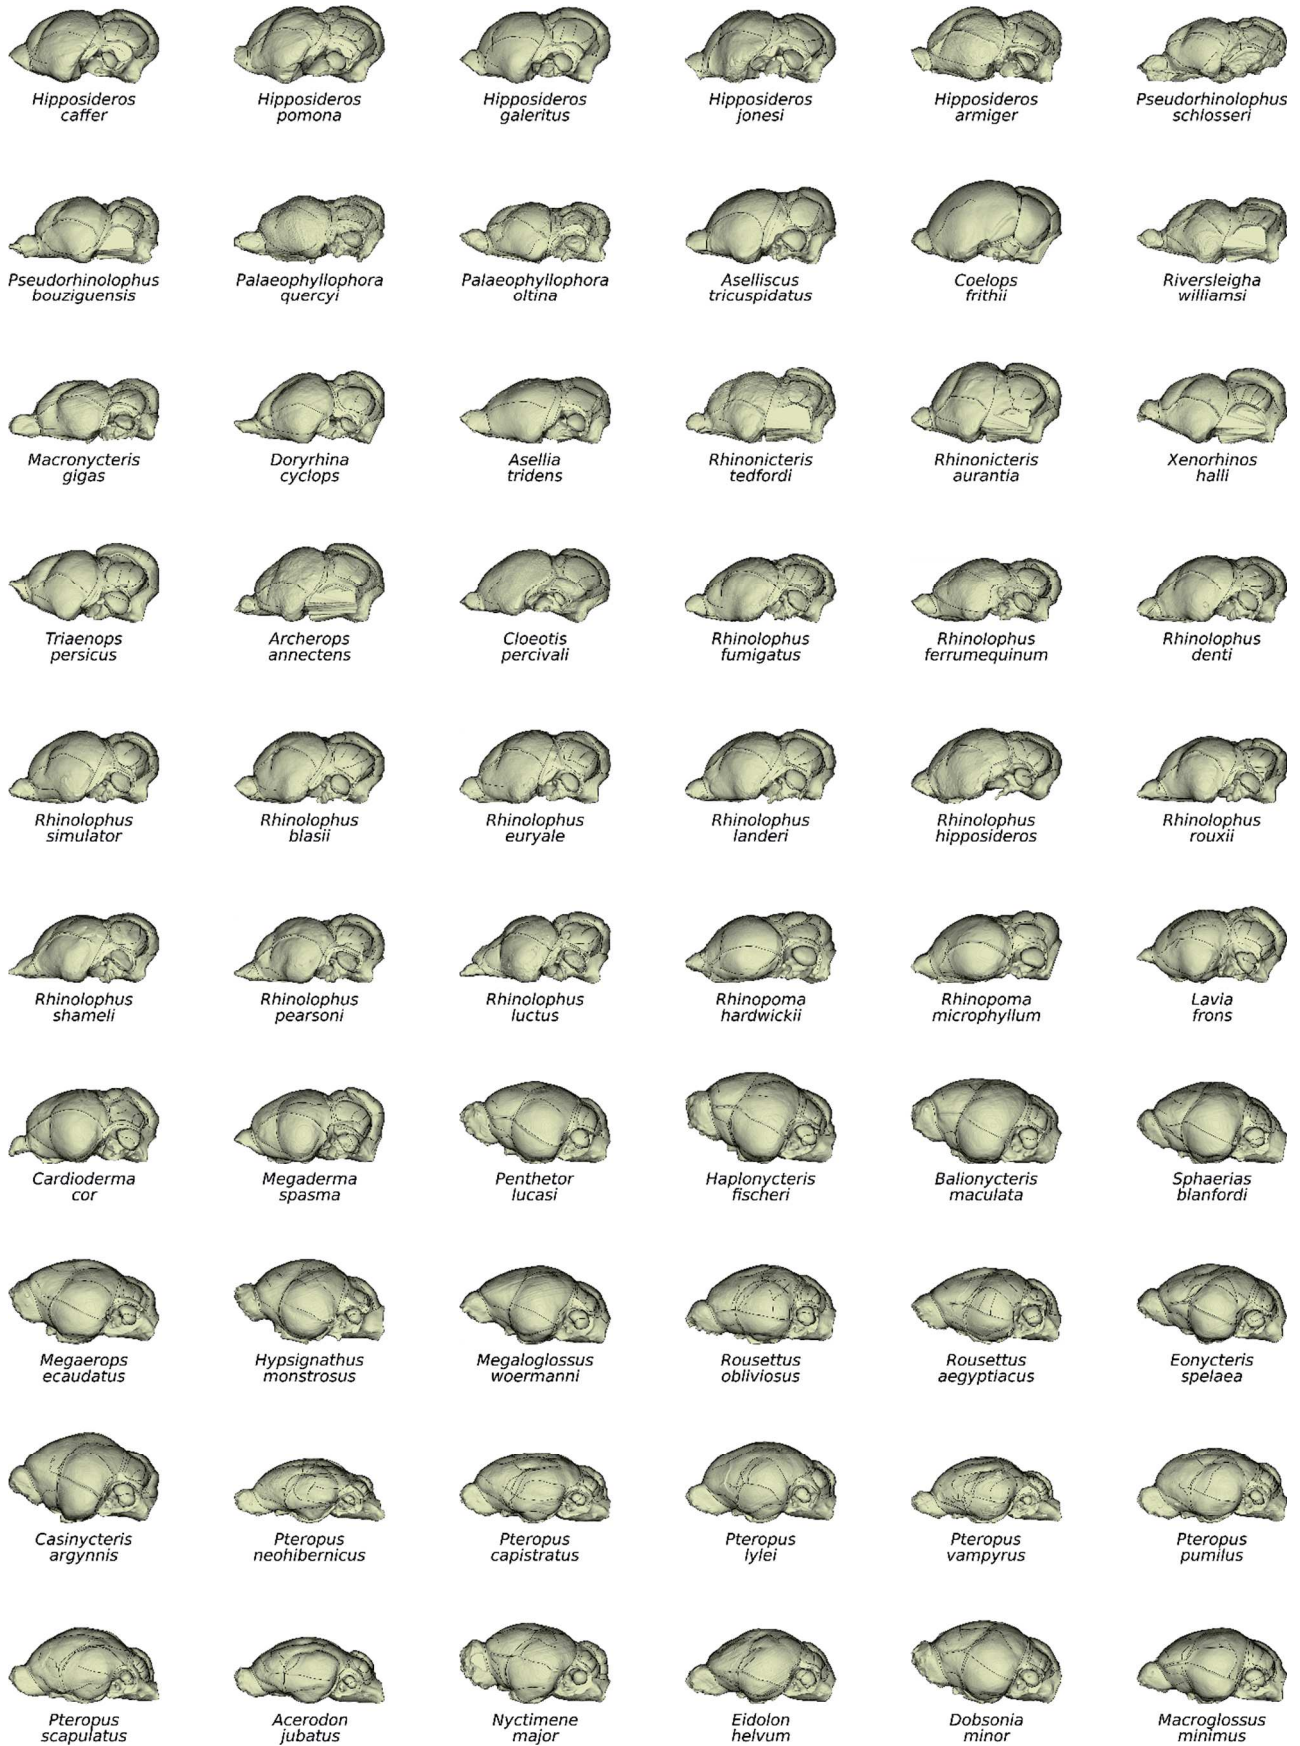 Hipposideros caffer
Hipposideros pomona
Hipposideros galeritus
Hipposideros jonesi
Hipposideros armiger
Pseudorhinolophus schlosseri
Pseudorhinolophus bouziguensis
Palaeophyllophora quercyi
Palaeophyllophora oltina
Aselliscus tricuspidatus
Coelops frithii
Riversleigha williamsi
Macronycteris gigas
Doryrhina cyclops
Asellia tridens
Rhinonicteris tedfordi
Rhinonicteris aurantia
Xenorhinos halli
Triaenops persicus
Archerops annectens
Cloeotis percivali
Rhinolophus fumigatus
Rhinolophus ferrumequinum
Rhinolophus denti
Rhinolophus simulator
Rhinolophus blasii
Rhinolophus euryale
Rhinolophus landeri
Rhinolophus hipposideros
Rhinolophus rouxii
Rhinolophus shameli
Rhinolophus pearsoni
Rhinolophus luctus
Rhinopoma hardwickii
Rhinopoma microphyllum
Lavia frons
Cardioderma cor
Megaderma spasma
Penthetor lucasi
Haplonycteris fischeri
Balionycteris maculata
Sphaerias blanfordi
Megaerops ecaudatus
Hypsignathus monstrosus
Megaloglossus woermanni
Rousettus obliviosus
Rousettus aegyptiacus
Eonycteris spelaea
Casinycteris argynnis
Pteropus neohibernicus
Pteropus capistratus
Pteropus lylei
Pteropus vampyrus
Pteropus pumilus
Pteropus scapulatus
Acerodon jubatus
Nyctimene major
Eidolon helvum
Dobsonia minor
Macroglossus minimus